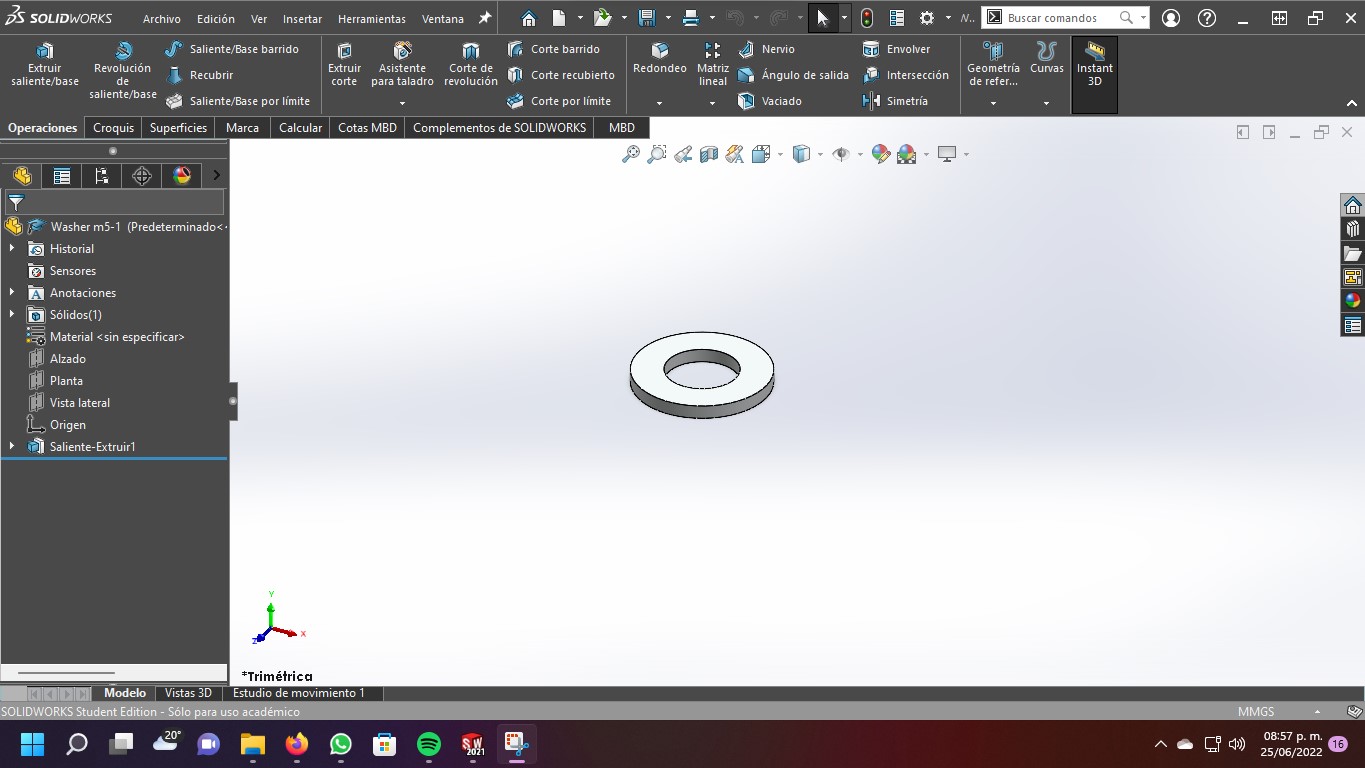 SOLIDWORKS Archivo Edición Ver Insertar Herramientas Ventana N.. Buscar comandos
Extruir saliente/base
Revolución de saliente/base
Saliente/Base barrido
Recubrir
Saliente/Base por límite
Extruir corte
Asistente para taladro
Corte de revolución
Corte barrido
Corte recubierto
Corte por límite
Redondeo
Matriz lineal
Nervio
Ángulo de salida
Vaciado
Envolver
Intersección
Simetría
Geometría de refer...
Curvas
Instant 3D
Operaciones Croquis Superficies Marca Calcular Cotas MBD Complementos de SOLIDWORKS MBD
Washer m5-1 (Predeterminado<
Historial
Sensores
Anotaciones
Sólidos(1)
Material <sin especificar>
Alzado
Planta
Vista lateral
Origen
Saliente-Extruir1
Y
X
Z
*Trimétrica
Modelo Vistas 3D Estudio de movimiento 1
SOLIDWORKS Student Edition - Sólo para uso académico MMGS
20°
SW 2021
08:57 p. m.
25/06/2022
16